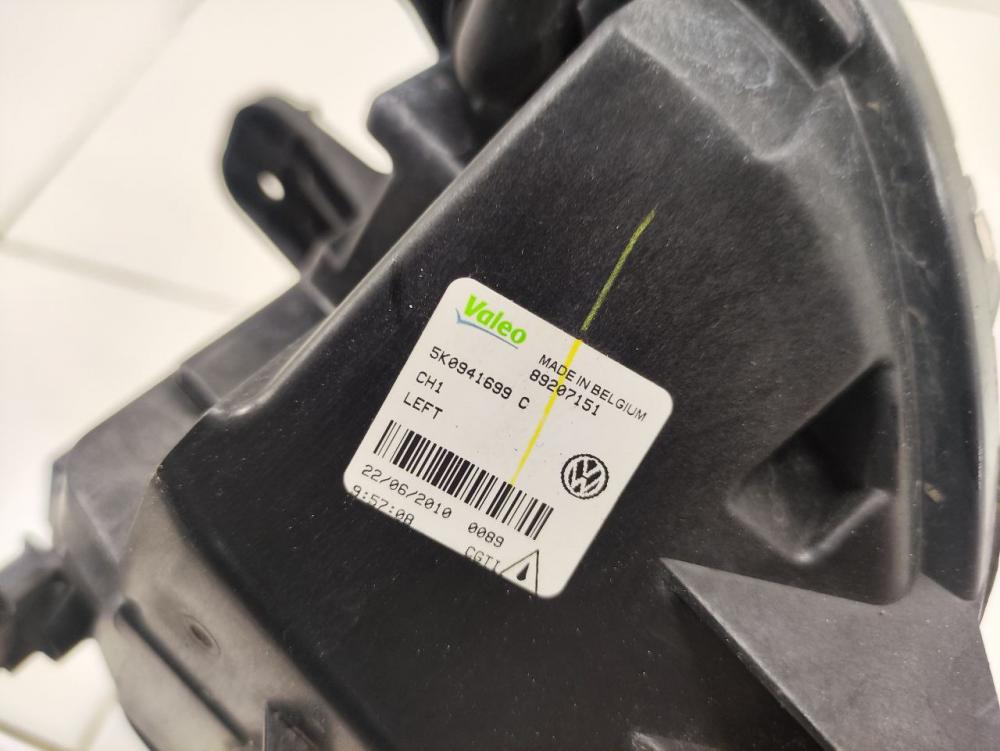 Valeo
MADE IN BELGIUM
5K0941699 C
89207151
CH1
LEFT
22/06/2010 0089
9:57:08
CGTI